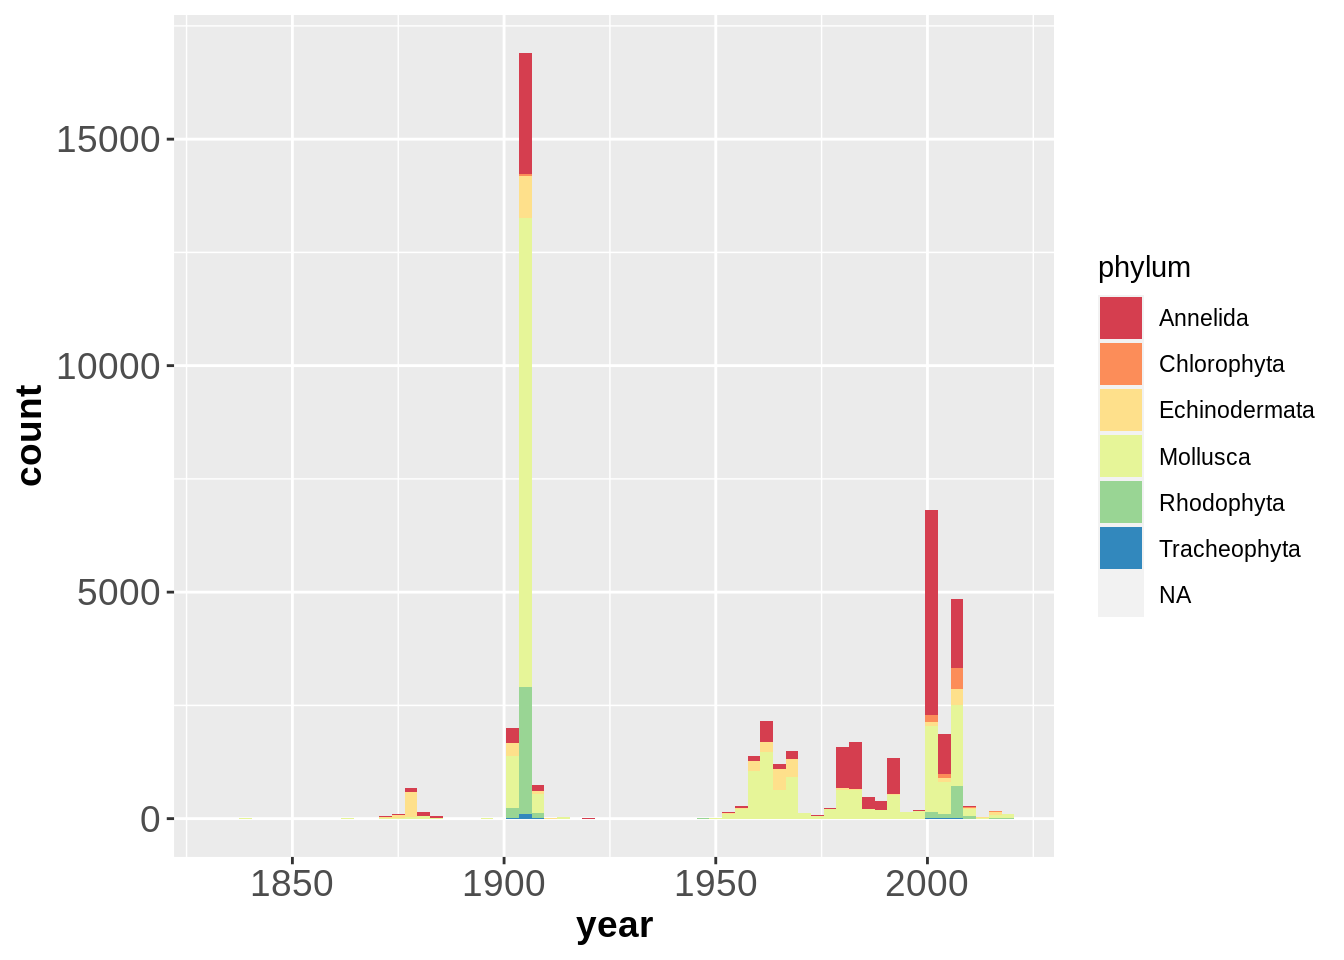 15000
10000
5000
0
count
1850 1900 1950 2000
year
phylum
Annelida
Chlorophyta
Echinodermata
Mollusca
Rhodophyta
Tracheophyta
NA